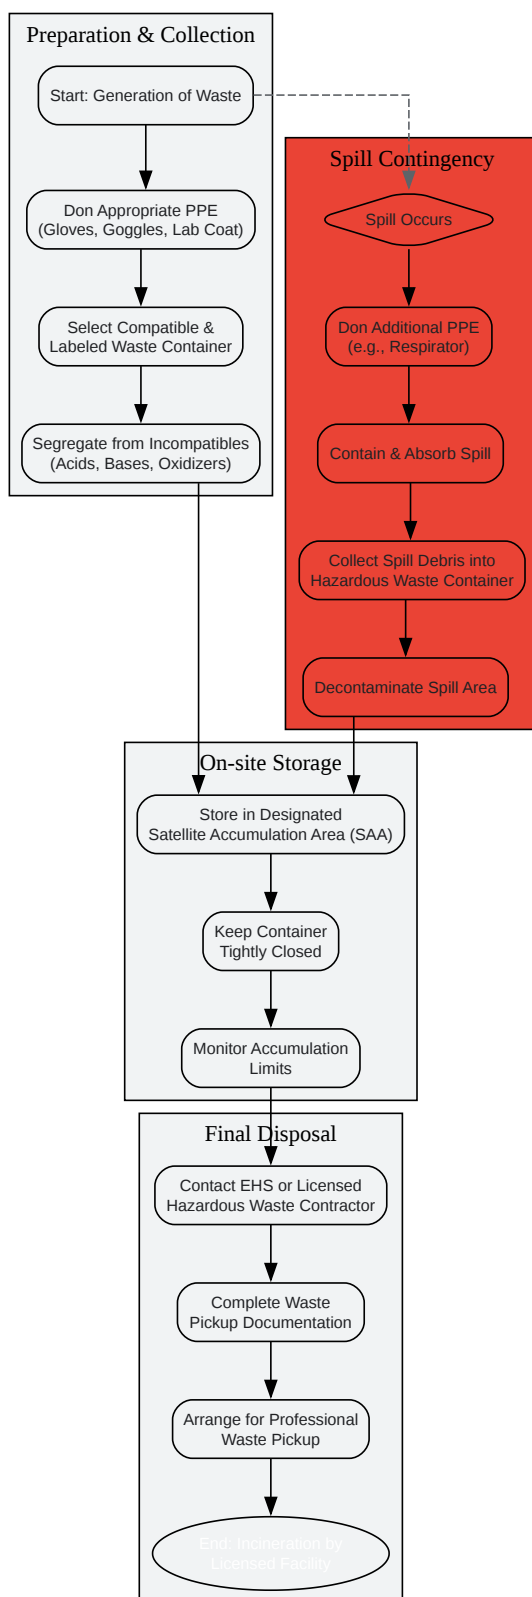 Preparation & Collection
Start: Generation of Waste
Don Appropriate PPE
(Gloves, Goggles, Lab Coat)
Select Compatible &
Labeled Waste Container
Segregate from Incompatibles
(Acids, Bases, Oxidizers)
Spill Contingency
Spill Occurs
Don Additional PPE
(e.g., Respirator)
Contain & Absorb Spill
Collect Spill Debris into
Hazardous Waste Container
Decontaminate Spill Area
On-site Storage
Store in Designated
Satellite Accumulation Area (SAA)
Keep Container
Tightly Closed
Monitor Accumulation
Limits
Final Disposal
Contact EHS or Licensed
Hazardous Waste Contractor
Complete Waste
Pickup Documentation
Arrange for Professional
Waste Pickup
End: Incineration by
Licensed Facility